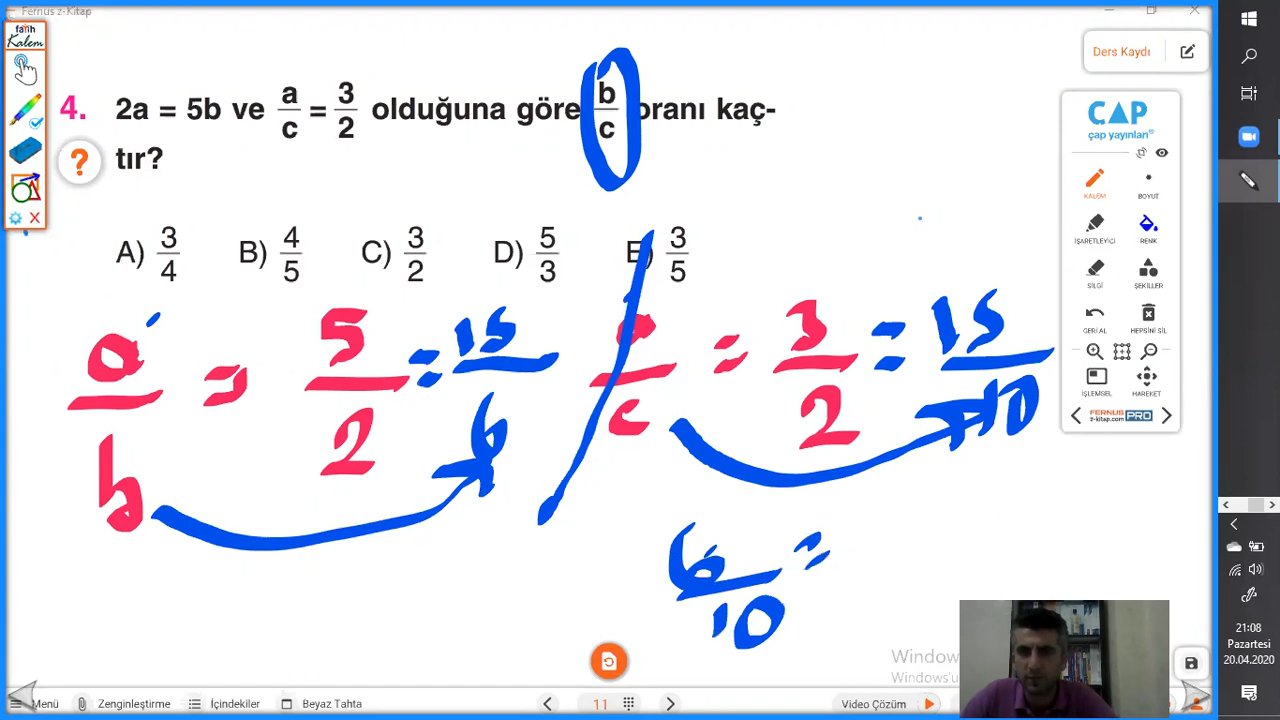 Fernus z-Kitap
fatih
Kalem
4. 2a = 5b ve a/c = 3/2 olduğuna göre b/c oranı kaç-
tır?
A) 3/4 B) 4/5 C) 3/2 D) 5/3 E) 3/5
a/b = 5/2 = 15/6
a/c = 3/2 = 15/10
6/10 =
Ders Kaydı
ÇAP
çap yayınları
KALEM
BOYUT
İŞARETLEYİCİ
RENK
SİLGİ
ŞEKİLLER
GERİ AL
HEPSİNİ SİL
İŞLEMSEL
HAREKET
FERNUS PRO
z-kitap.com
Window
Windows'u
Menü
Zenginleştirme
İçindekiler
Beyaz Tahta
11
Video Çözüm
21:08
Pazartesi
20.04.2020